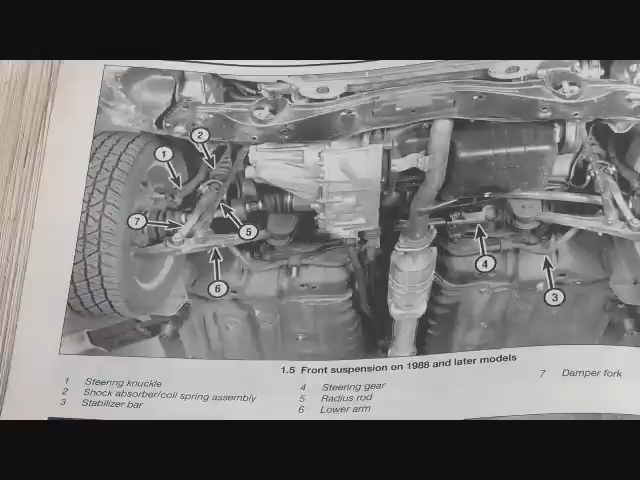 2
1
7
5
6
4
3
1.5 Front suspension on 1988 and later models
1 Steering knuckle
2 Shock absorber/coil spring assembly
3 Stabilizer bar
4 Steering gear
5 Radius rod
6 Lower arm
7 Damper fork